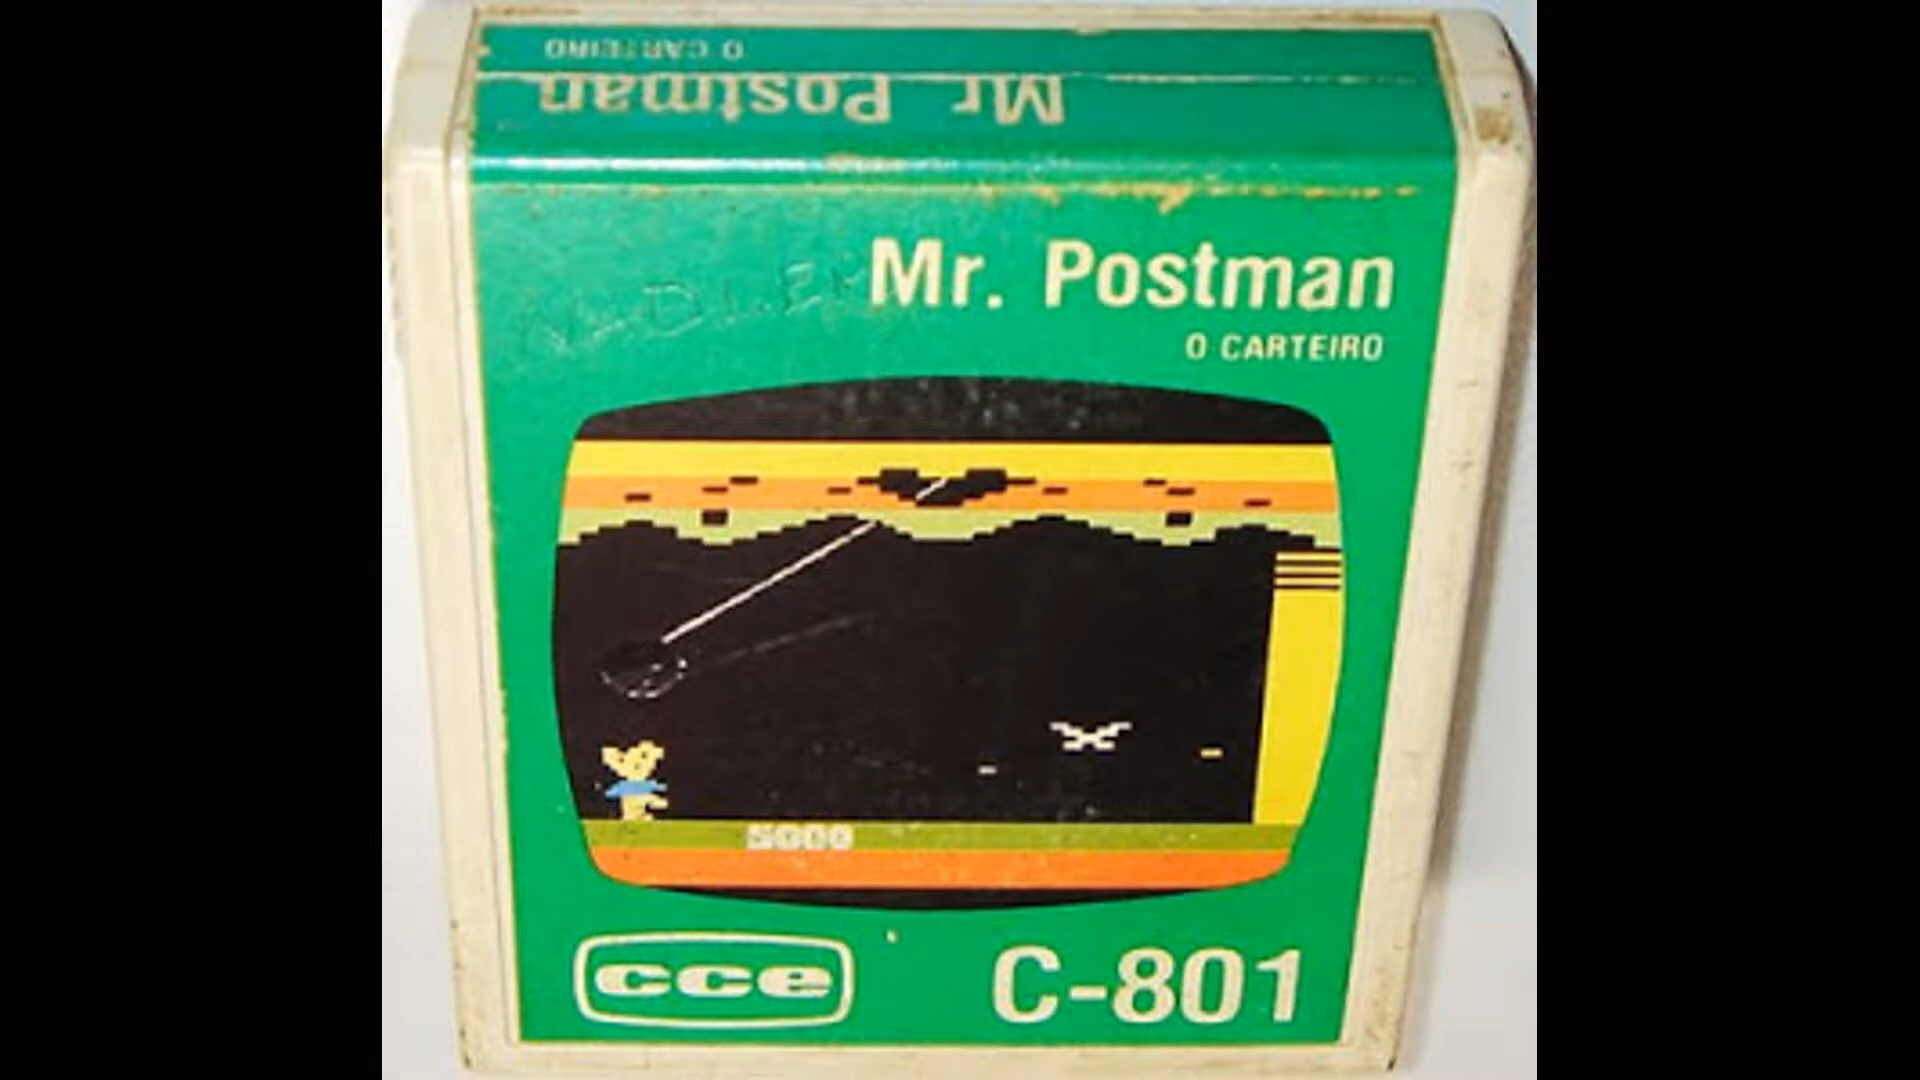 O CARTEIRO
Mr. Postman
Mr. Postman
O CARTEIRO
5000
cce
C-801